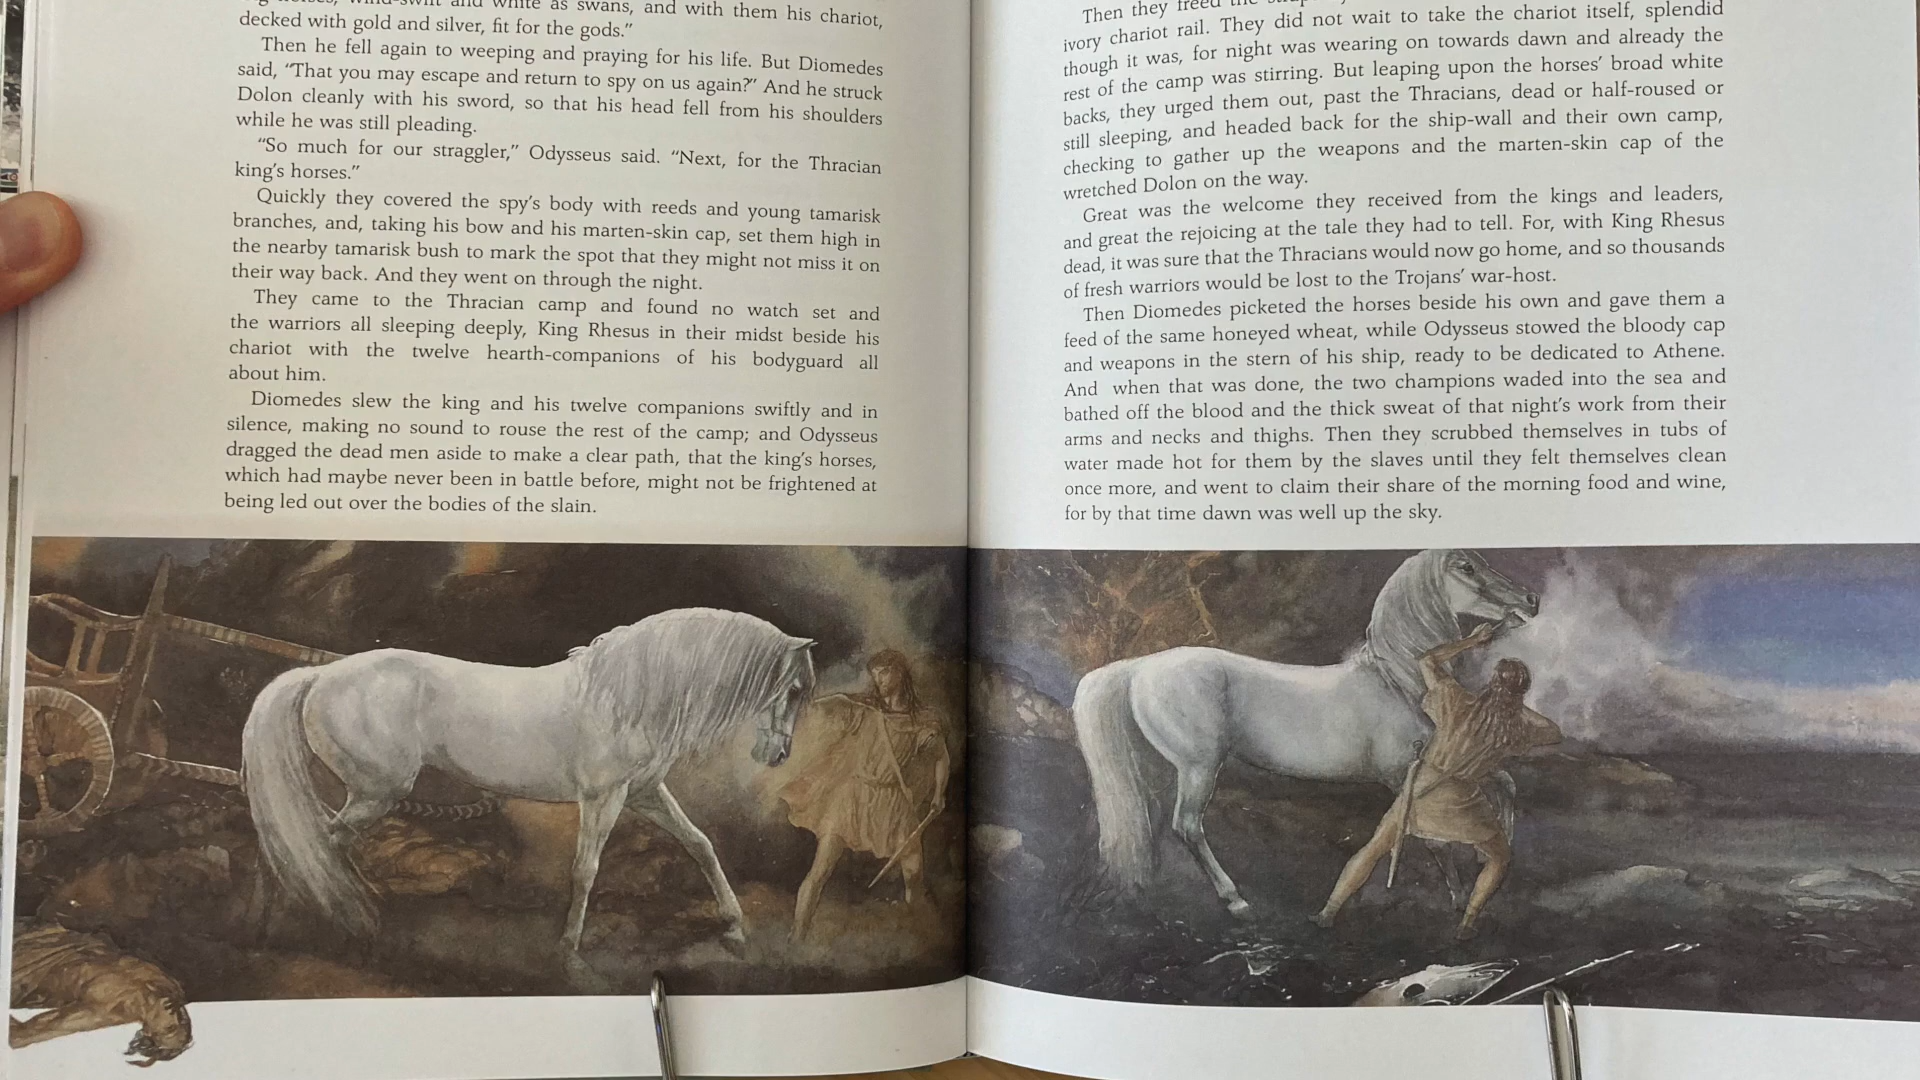 horses, wind-swift and white as swans, and with them his chariot,
decked with gold and silver, fit for the gods.”
Then he fell again to weeping and praying for his life. But Diomedes
said, “That you may escape and return to spy on us again?” And he struck
Dolon cleanly with his sword, so that his head fell from his shoulders
while he was still pleading.
“So much for our straggler,” Odysseus said. “Next, for the Thracian
king’s horses.”
Quickly they covered the spy’s body with reeds and young tamarisk
branches, and, taking his bow and his marten-skin cap, set them high in
the nearby tamarisk bush to mark the spot that they might not miss it on
their way back. And they went on through the night.
They came to the Thracian camp and found no watch set and
the warriors all sleeping deeply, King Rhesus in their midst beside his
chariot with the twelve hearth-companions of his bodyguard all
about him.
Diomedes slew the king and his twelve companions swiftly and in
silence, making no sound to rouse the rest of the camp; and Odysseus
dragged the dead men aside to make a clear path, that the king’s horses,
which had maybe never been in battle before, might not be frightened at
being led out over the bodies of the slain.
Then they freed the
ivory chariot rail. They did not wait to take the chariot itself, splendid
though it was, for night was wearing on towards dawn and already the
rest of the camp was stirring. But leaping upon the horses’ broad white
backs, they urged them out, past the Thracians, dead or half-roused or
still sleeping, and headed back for the ship-wall and their own camp,
checking to gather up the weapons and the marten-skin cap of the
wretched Dolon on the way.
Great was the welcome they received from the kings and leaders,
and great the rejoicing at the tale they had to tell. For, with King Rhesus
dead, it was sure that the Thracians would now go home, and so thousands
of fresh warriors would be lost to the Trojans’ war-host.
Then Diomedes picketed the horses beside his own and gave them a
feed of the same honeyed wheat, while Odysseus stowed the bloody cap
and weapons in the stern of his ship, ready to be dedicated to Athene.
And when that was done, the two champions waded into the sea and
bathed off the blood and the thick sweat of that night’s work from their
arms and necks and thighs. Then they scrubbed themselves in tubs of
water made hot for them by the slaves until they felt themselves clean
once more, and went to claim their share of the morning food and wine,
for by that time dawn was well up the sky.